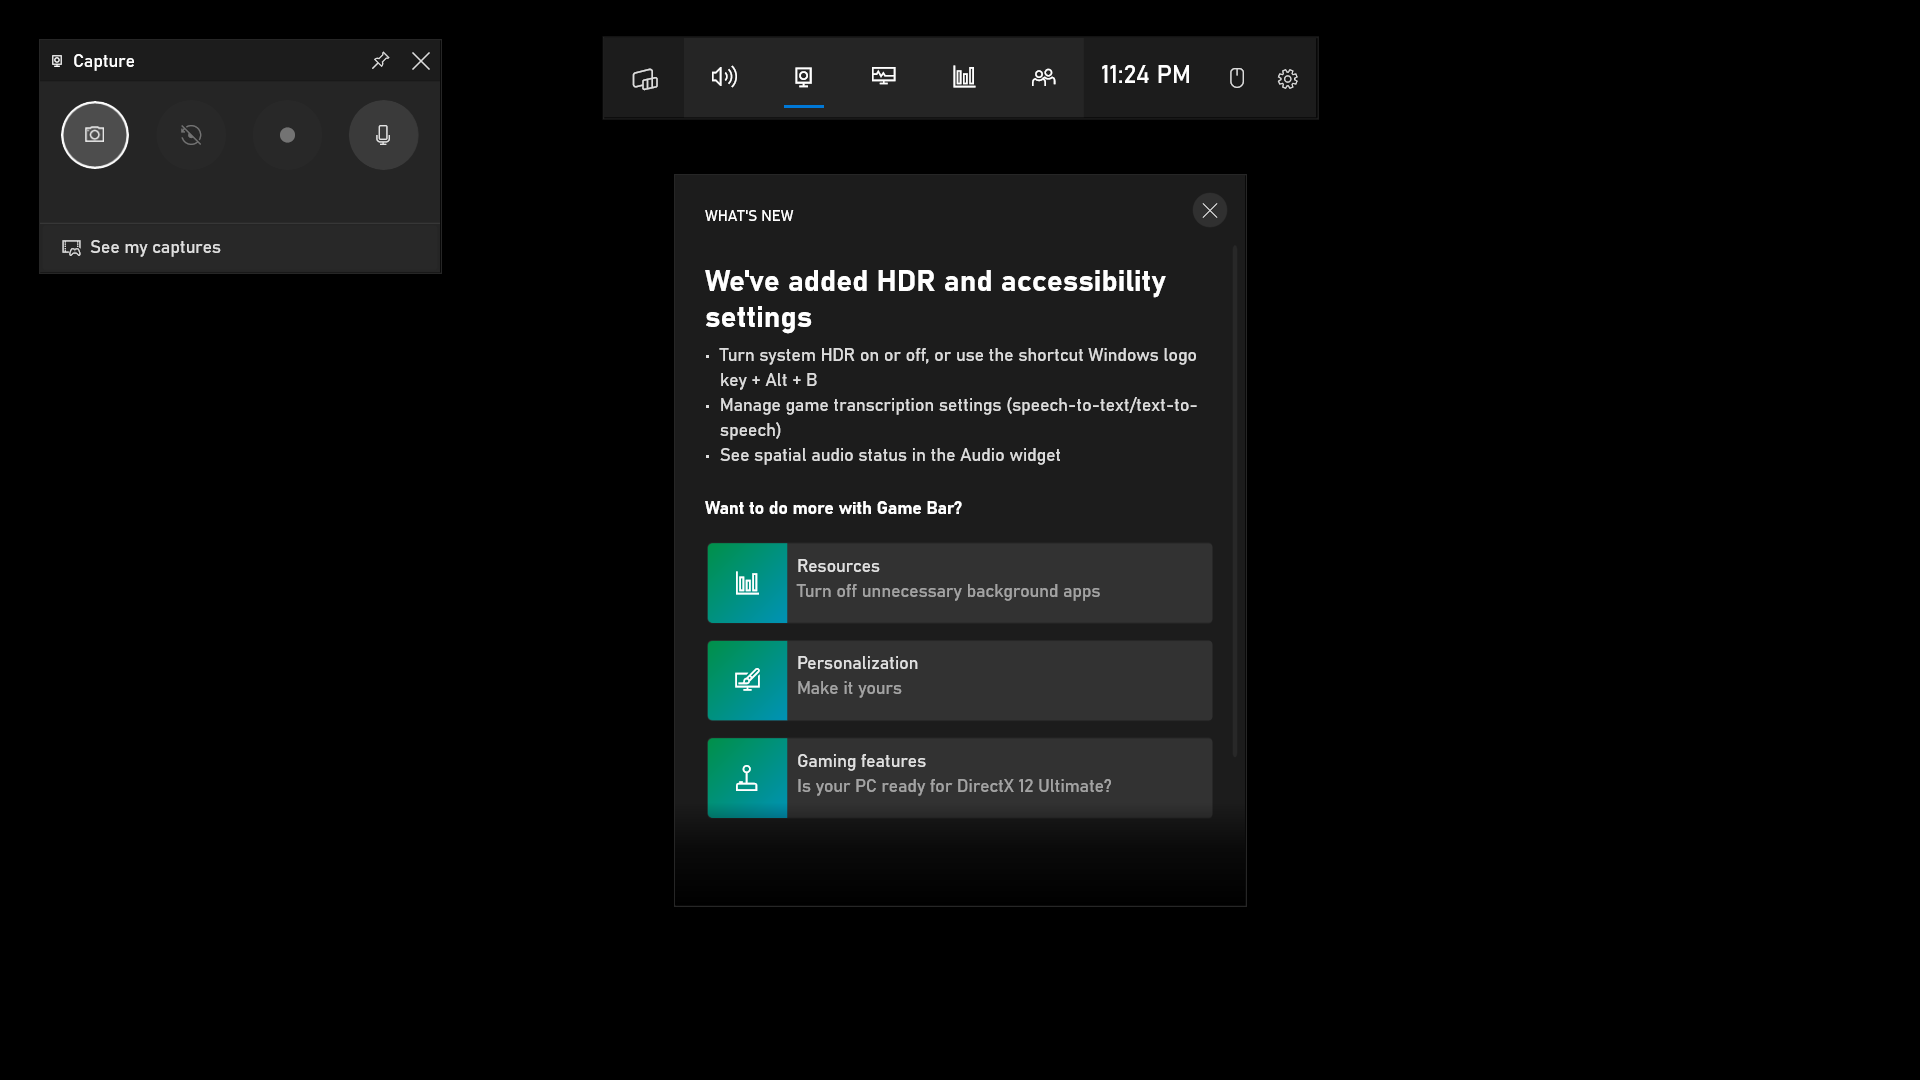 Capture
See my captures
11:24 PM
WHAT'S NEW
We've added HDR and accessibility
settings
• Turn system HDR on or off, or use the shortcut Windows logo
key + Alt + B
• Manage game transcription settings (speech-to-text/text-to-
speech)
• See spatial audio status in the Audio widget
Want to do more with Game Bar?
Resources
Turn off unnecessary background apps
Personalization
Make it yours
Gaming features
Is your PC ready for DirectX 12 Ultimate?